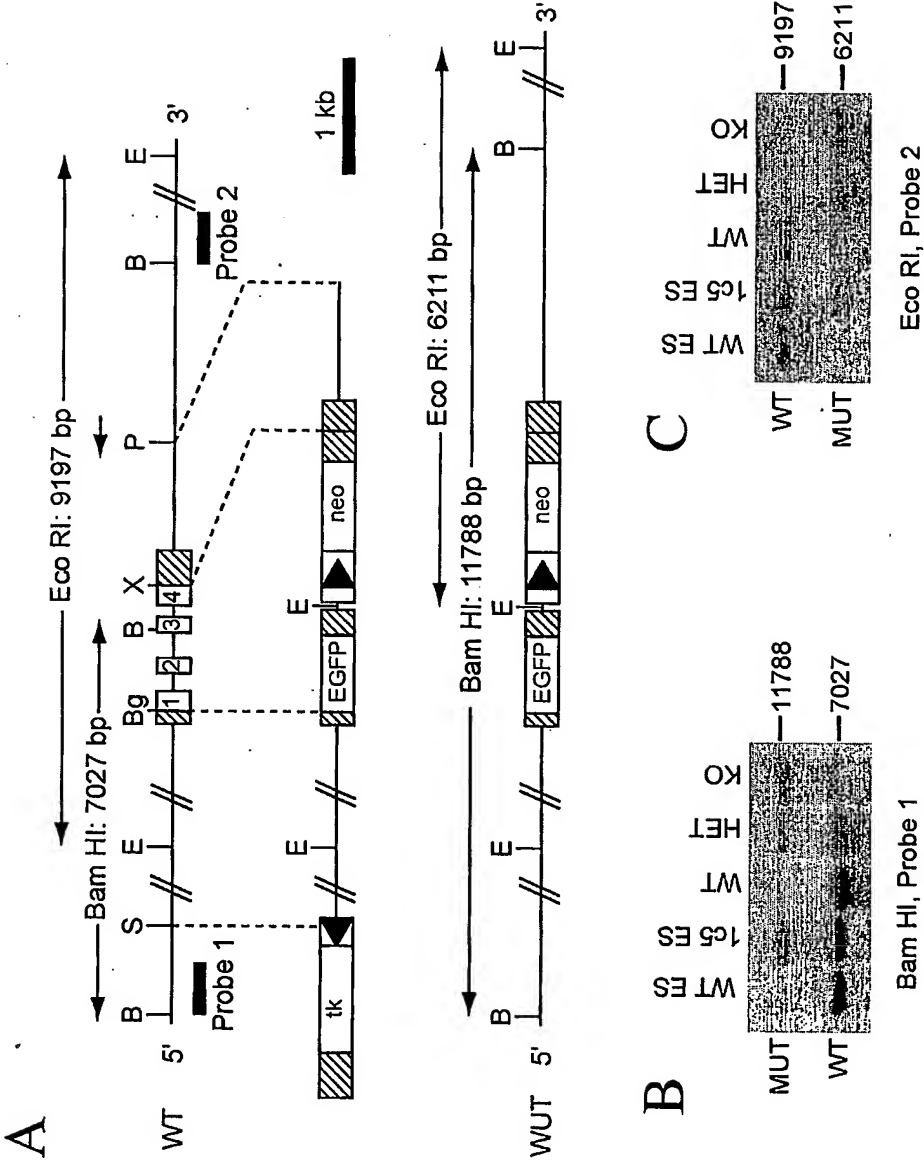 A
Eco RI: 9197 bp
Bam HI: 7027 bp
B S E Bg B X P B E
WT 5' 1 2 3 4 3'
Probe 1
Probe 2
1 kb
tk E EGFP E neo
Eco RI: 6211 bp
Bam HI: 11788 bp
B E E B E
WUT 5' EGFP neo 3'
B
WT ES 1c5 ES WT HET KO
MUT 11788
WT 7027
Bam HI, Probe 1
C
WT ES 1c5 ES WT HET KO
WT 9197
MUT 6211
Eco RI, Probe 2